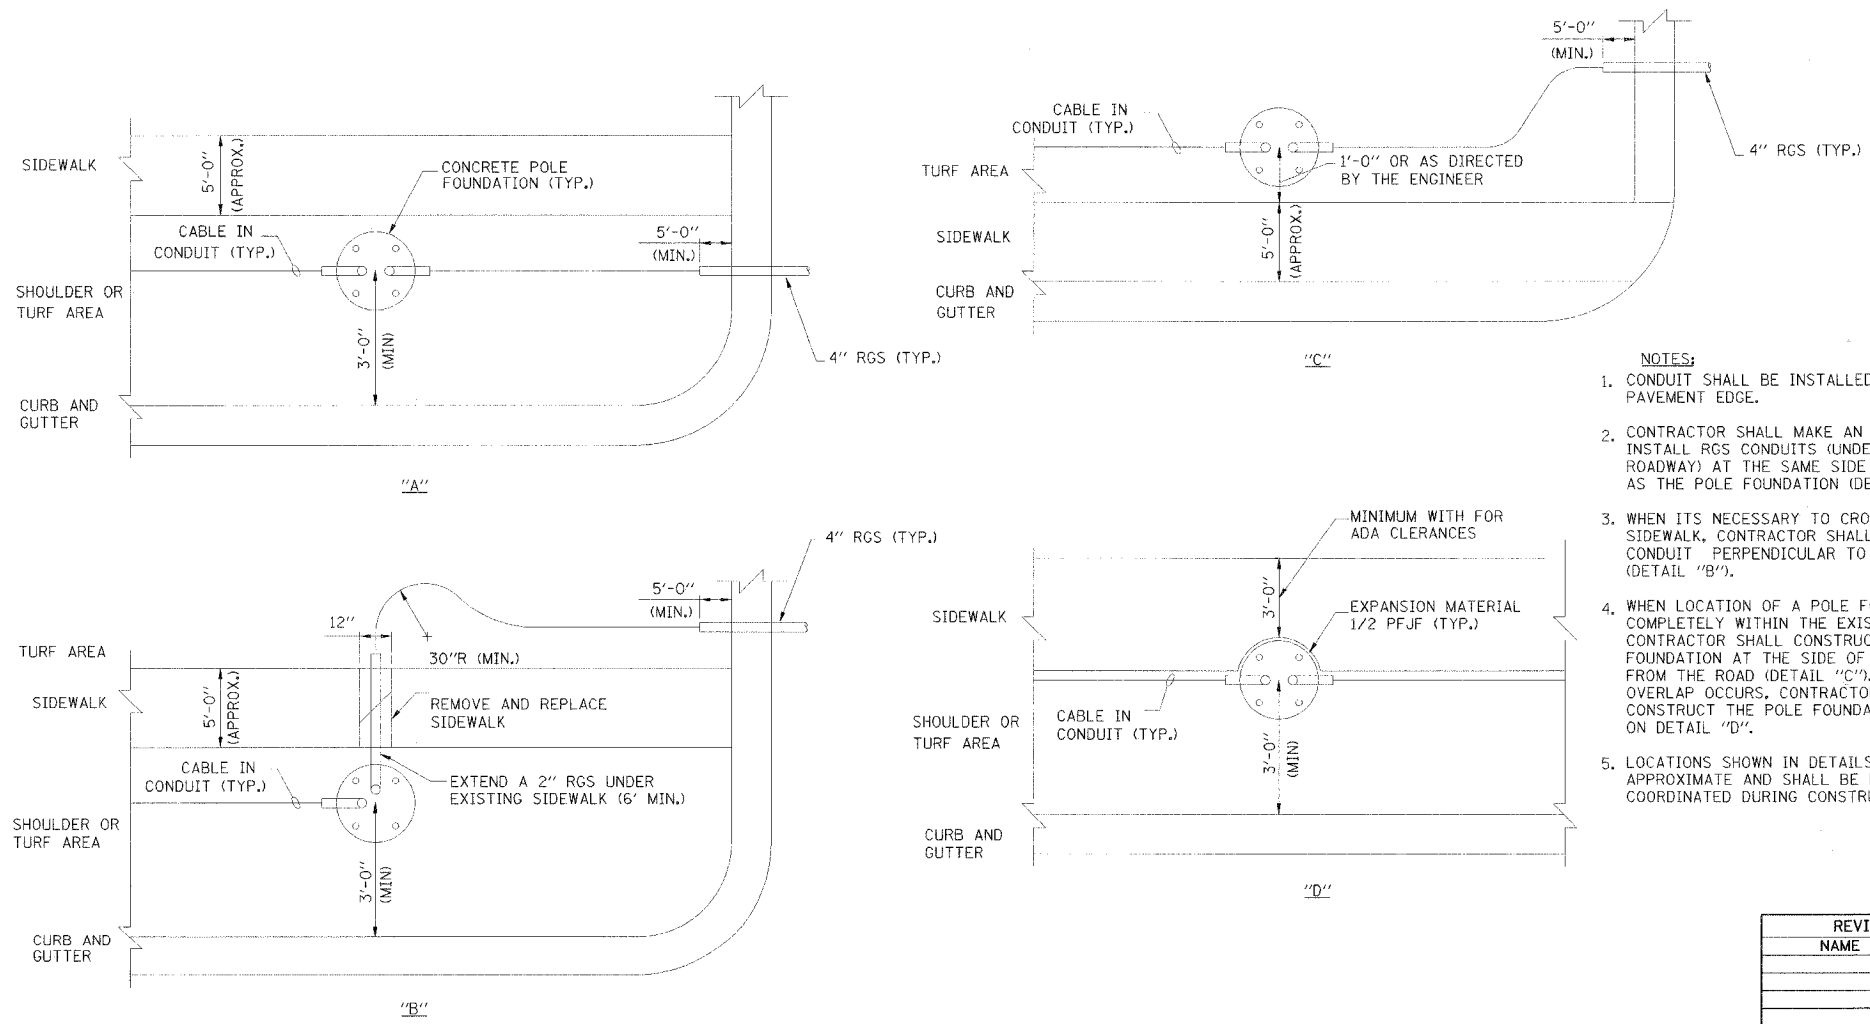 SIDEWALK
5'-0"
(APPROX.)
CONCRETE POLE
FOUNDATION (TYP.)
CABLE IN
CONDUIT (TYP.)
5'-0"
(MIN.)
SHOULDER OR
TURF AREA
3'-0"
(MIN)
4" RGS (TYP.)
CURB AND
GUTTER
"A"
4" RGS (TYP.)
5'-0"
(MIN.)
12"
30"R (MIN.)
TURF AREA
SIDEWALK
5'-0"
(APPROX.)
REMOVE AND REPLACE
SIDEWALK
CABLE IN
CONDUIT (TYP.)
EXTEND A 2" RGS UNDER
EXISTING SIDEWALK (6' MIN.)
SHOULDER OR
TURF AREA
3'-0"
(MIN)
CURB AND
GUTTER
"B"
5'-0"
(MIN.)
CABLE IN
CONDUIT (TYP.)
4" RGS (TYP.)
TURF AREA
1'-0" OR AS DIRECTED
BY THE ENGINEER
SIDEWALK
5'-0"
(APPROX.)
CURB AND
GUTTER
"C"
MINIMUM WITH FOR
ADA CLERANCES
SIDEWALK
3'-0"
EXPANSION MATERIAL
1/2 PFJF (TYP.)
SHOULDER OR
TURF AREA
CABLE IN
CONDUIT (TYP.)
3'-0"
(MIN)
CURB AND
GUTTER
"D"
NOTES:
1. CONDUIT SHALL BE INSTALLED
PAVEMENT EDGE.
2. CONTRACTOR SHALL MAKE AN
INSTALL RGS CONDUITS (UNDE
ROADWAY) AT THE SAME SIDE
AS THE POLE FOUNDATION (DE
3. WHEN ITS NECESSARY TO CRO
SIDEWALK, CONTRACTOR SHALL
CONDUIT PERPENDICULAR TO
(DETAIL "B").
4. WHEN LOCATION OF A POLE F
COMPLETELY WITHIN THE EXIS
CONTRACTOR SHALL CONSTRUC
FOUNDATION AT THE SIDE OF
FROM THE ROAD (DETAIL "C").
OVERLAP OCCURS, CONTRACTO
CONSTRUCT THE POLE FOUNDA
ON DETAIL "D".
5. LOCATIONS SHOWN IN DETAILS
APPROXIMATE AND SHALL BE
COORDINATED DURING CONSTR
REVI
NAME